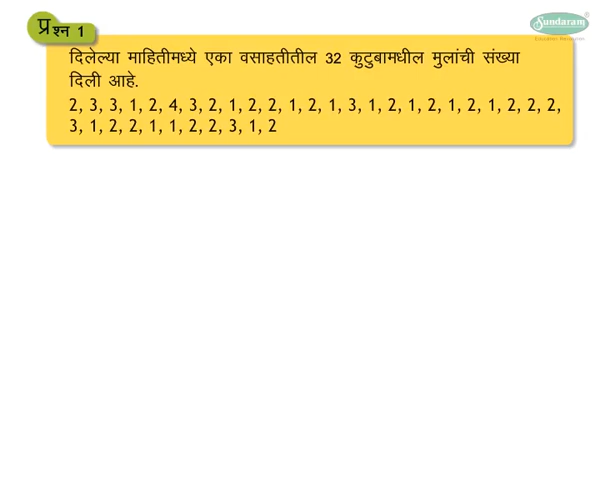 प्रश्न 1
Sundaram
दिलेल्या माहितीमध्ये एका वसाहतीतील 32 कुटुबामधील मुलांची संख्या
दिली आहे.
2, 3, 3, 1, 2, 4, 3, 2, 1, 2, 2, 1, 2, 1, 3, 1, 2, 1, 2, 1, 2, 1, 2, 2, 2,
3, 1, 2, 2, 1, 1, 2, 2, 3, 1, 2